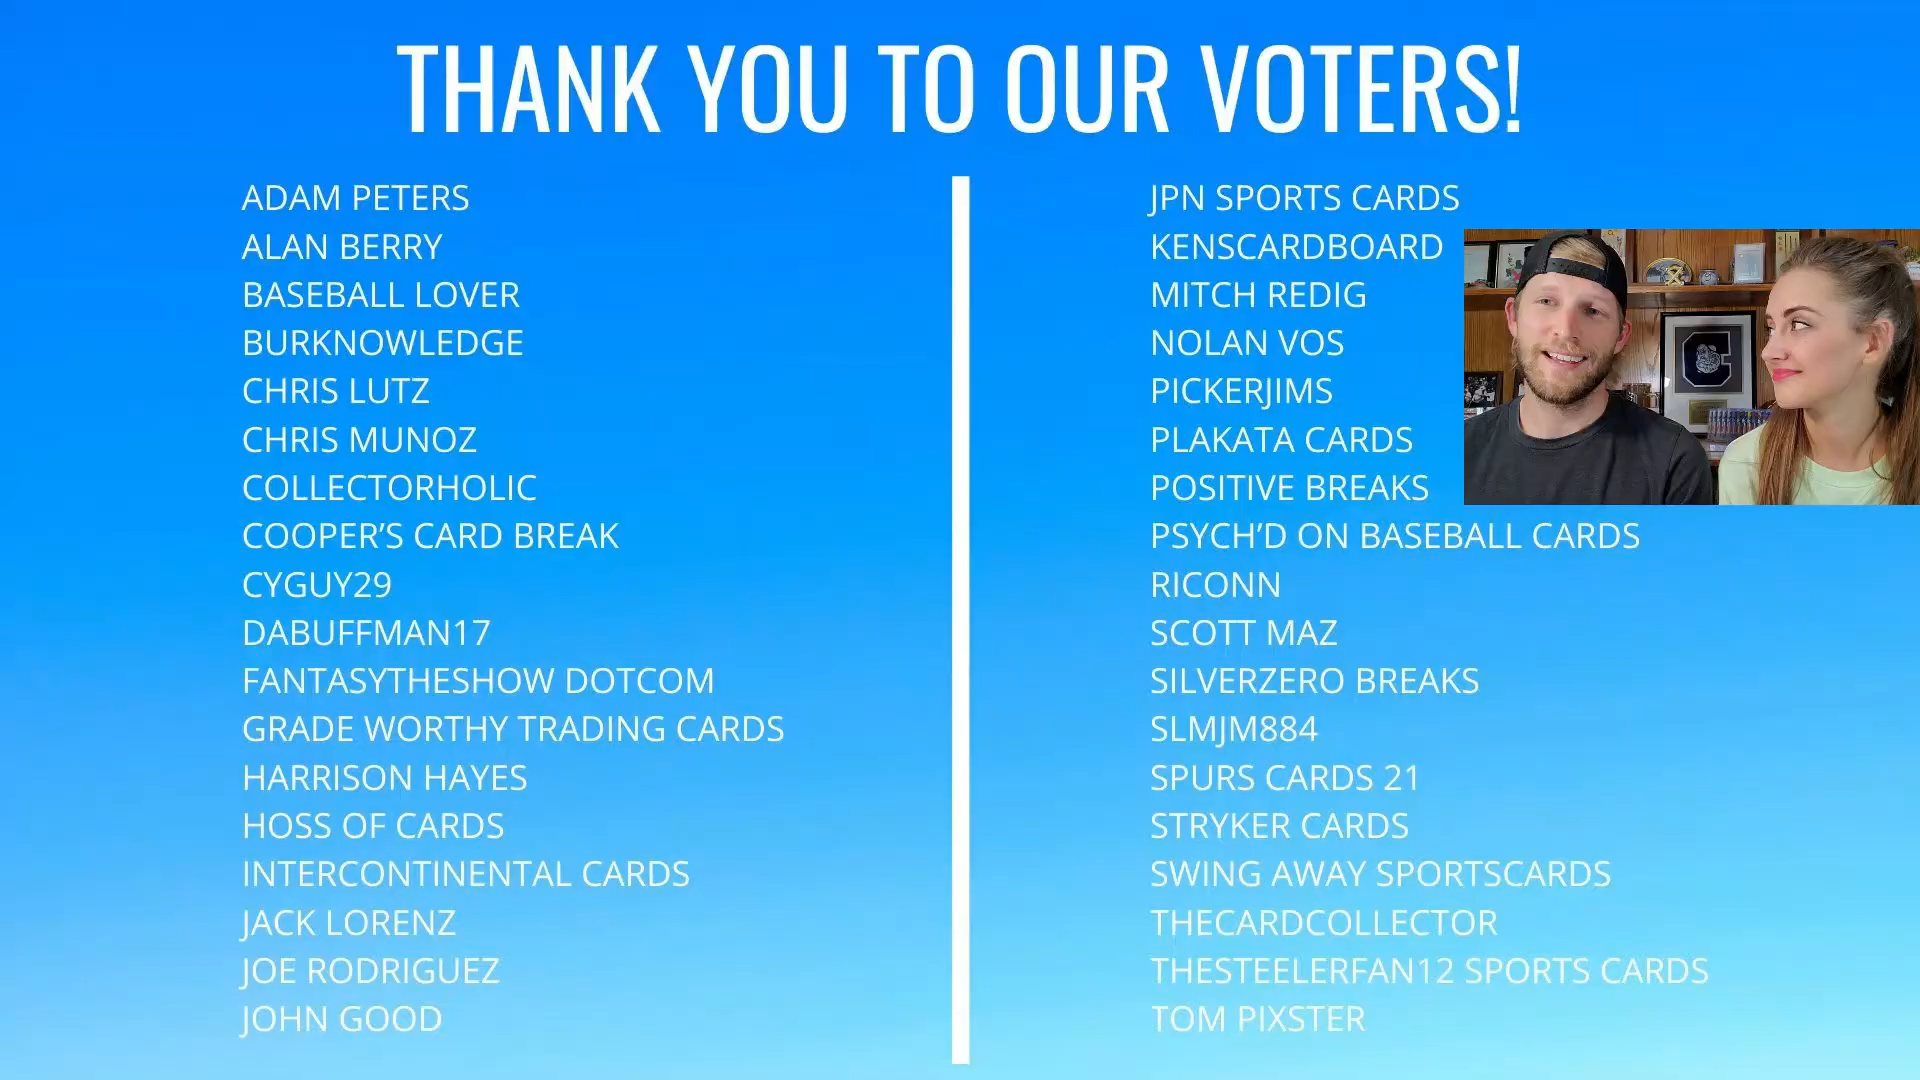 THANK YOU TO OUR VOTERS!
ADAM PETERS
ALAN BERRY
BASEBALL LOVER
BURKNOWLEDGE
CHRIS LUTZ
CHRIS MUNOZ
COLLECTORHOLIC
COOPER’S CARD BREAK
CYGUY29
DABUFFMAN17
FANTASYTHESHOW DOTCOM
GRADE WORTHY TRADING CARDS
HARRISON HAYES
HOSS OF CARDS
INTERCONTINENTAL CARDS
JACK LORENZ
JOE RODRIGUEZ
JOHN GOOD
JPN SPORTS CARDS
KENSCARDBOARD
MITCH REDIG
NOLAN VOS
PICKERJIMS
PLAKATA CARDS
POSITIVE BREAKS
PSYCH’D ON BASEBALL CARDS
RICONN
SCOTT MAZ
SILVERZERO BREAKS
SLMJM884
SPURS CARDS 21
STRYKER CARDS
SWING AWAY SPORTSCARDS
THECARDCOLLECTOR
THESTEELERFAN12 SPORTS CARDS
TOM PIXSTER